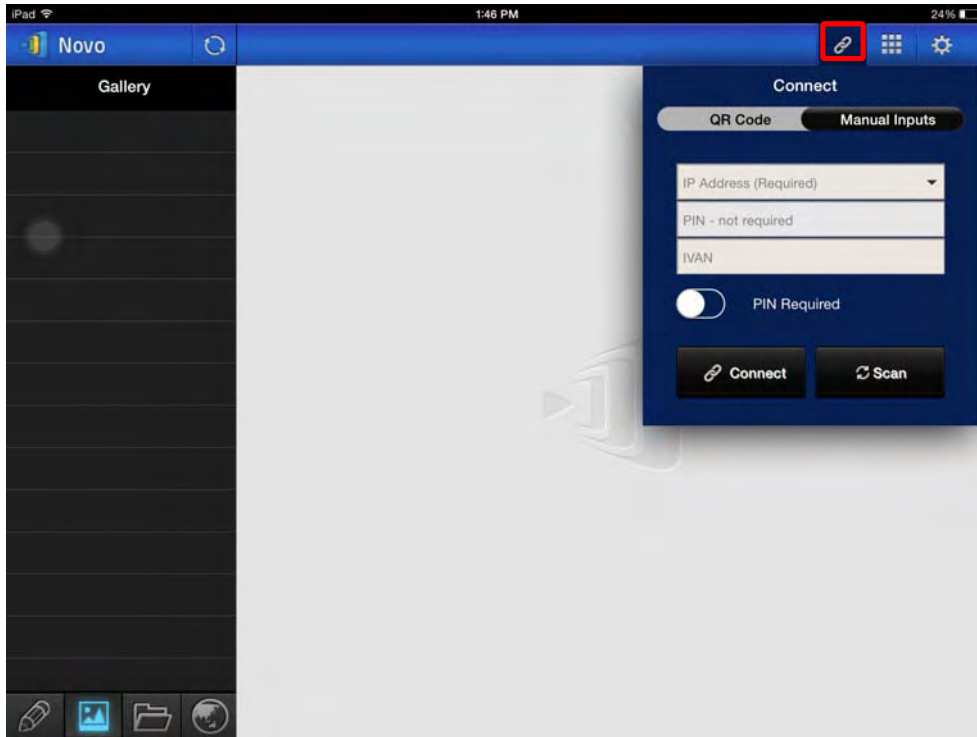 iPad 1:46 PM 24%
Novo
Gallery
Connect
QR Code Manual Inputs
IP Address (Required)
PIN - not required
IVAN
PIN Required
Connect Scan